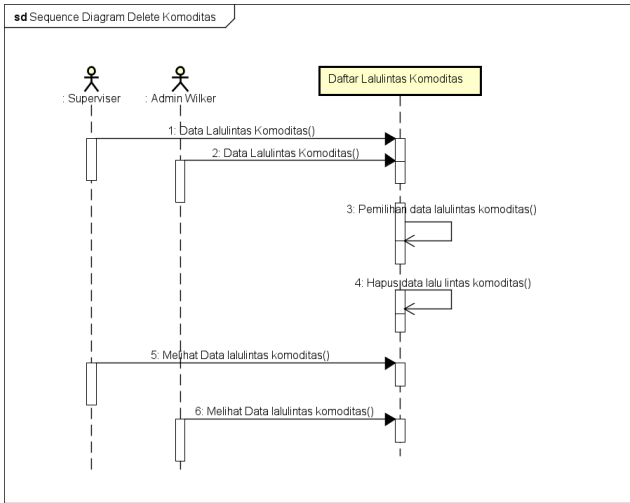 sd Sequence Diagram Delete Komoditas
: Superviser
: Admin Wilker
Daftar Lalulintas Komoditas
1: Data Lalulintas Komoditas()
2: Data Lalulintas Komoditas()
3: Pemilihan data lalulintas komoditas()
4: Hapus data lalu lintas komoditas()
5: Melihat Data lalulintas komoditas()
6: Melihat Data lalulintas komoditas()